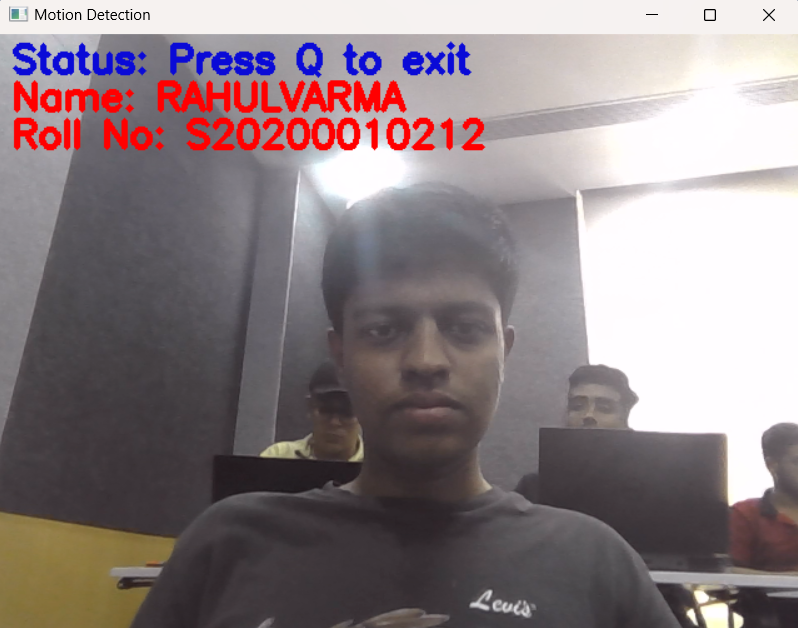 Motion Detection
Status: Press Q to exit
Name: RAHULVARMA
Roll No: S20200010212
Levi's